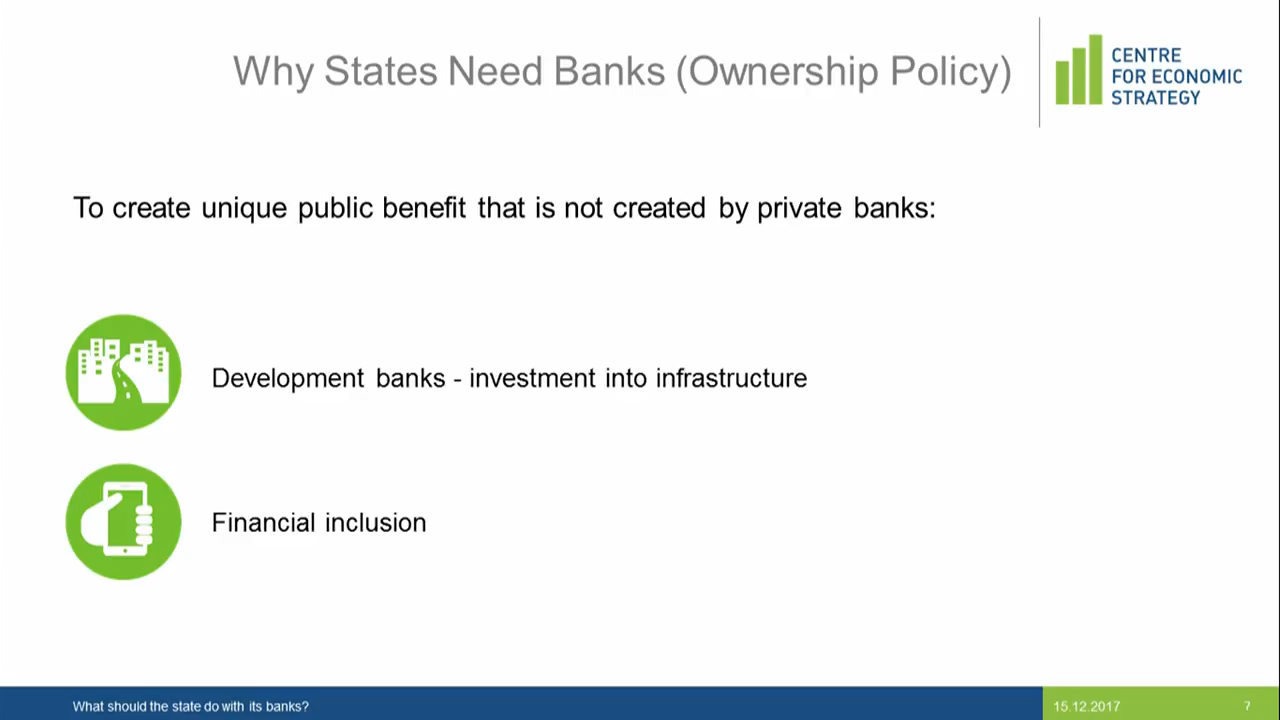 Why States Need Banks (Ownership Policy)
CENTRE
FOR ECONOMIC
STRATEGY
To create unique public benefit that is not created by private banks:
Development banks - investment into infrastructure
Financial inclusion
What should the state do with its banks?
15.12.2017
7